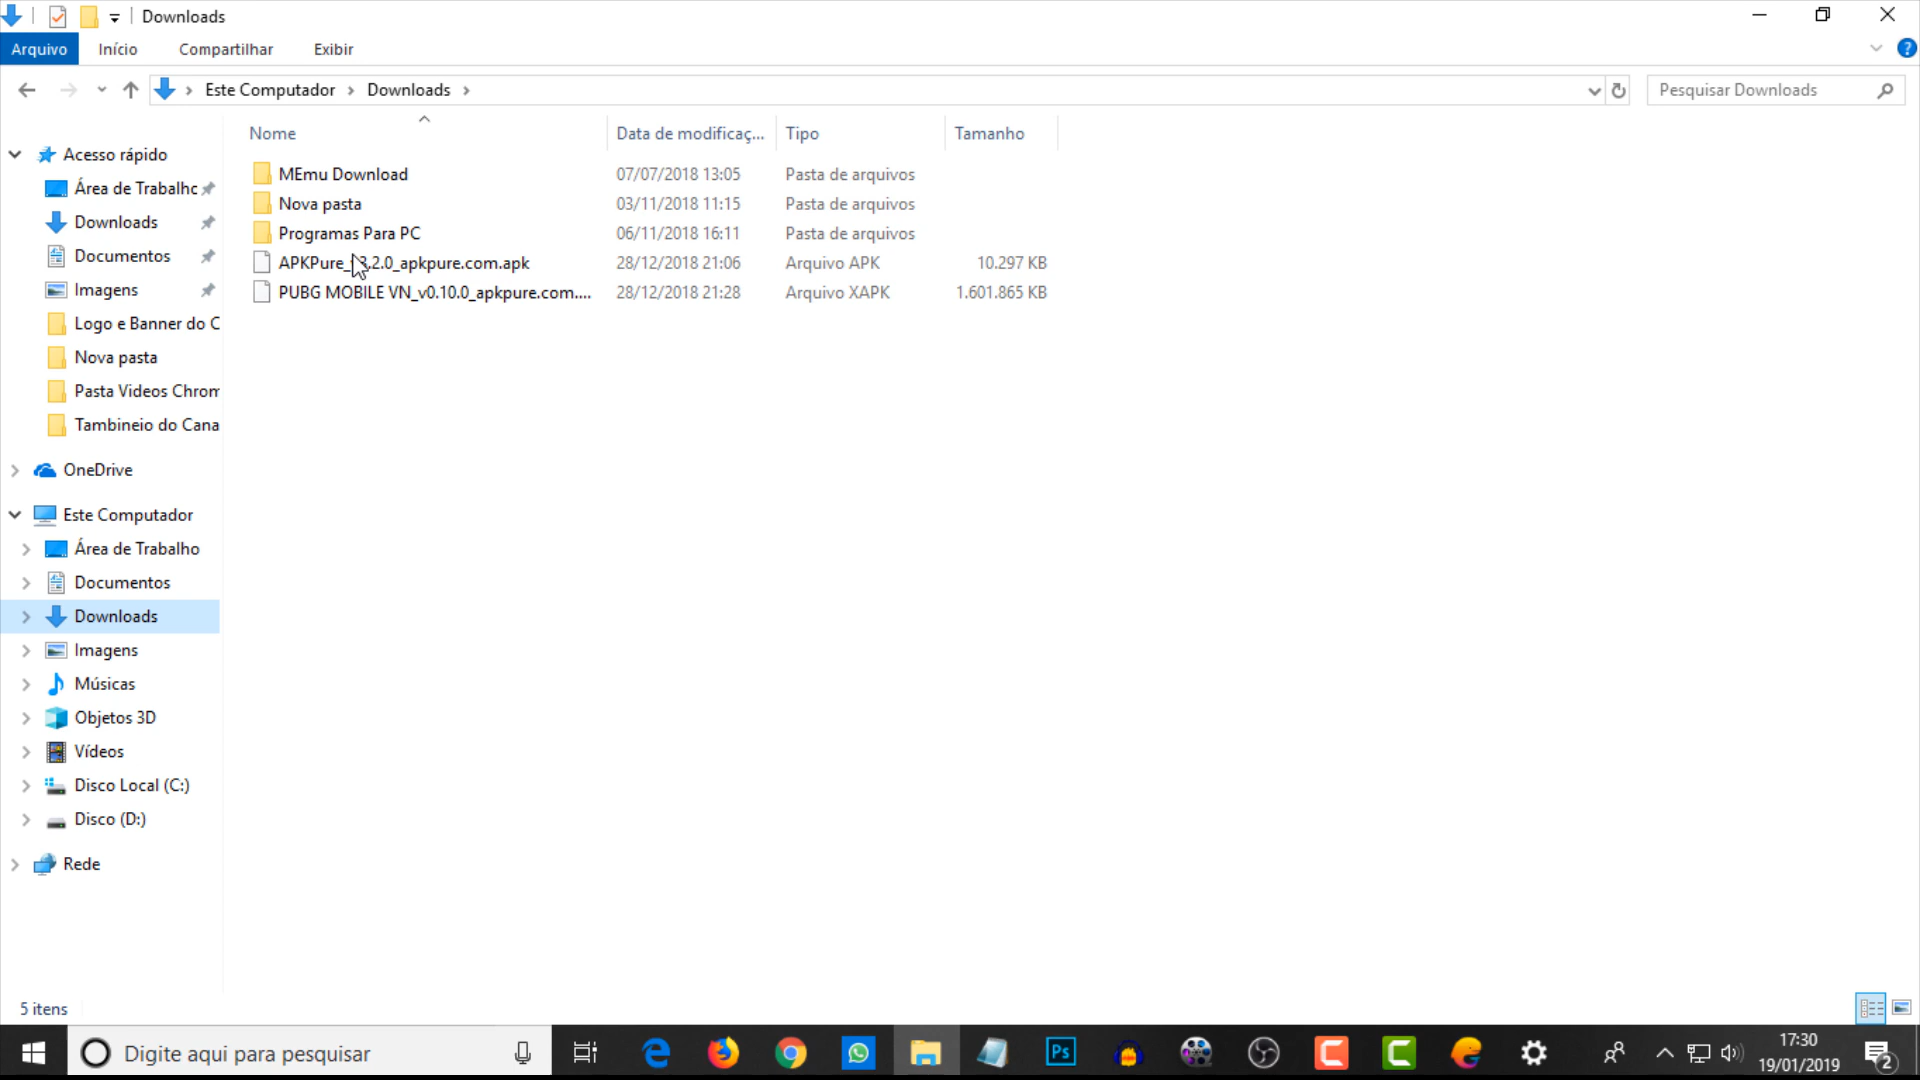 Downloads
Arquivo Início Compartilhar Exibir
Este Computador Downloads Pesquisar Downloads
Nome Data de modificaç... Tipo Tamanho
MEmu Download 07/07/2018 13:05 Pasta de arquivos
Nova pasta 03/11/2018 11:15 Pasta de arquivos
Programas Para PC 06/11/2018 16:11 Pasta de arquivos
28/12/2018 21:06 Arquivo APK 10.297 KB
PUBG MOBILE VN_v0.10.0_apkpure.com.... 28/12/2018 21:28 Arquivo XAPK 1.601.865 KB
Acesso rápido
Área de Trabalho
Downloads
Documentos
Imagens
Logo e Banner do C
Nova pasta
Pasta Videos Chrom
Tambineio do Cana
OneDrive
Este Computador
Área de Trabalho
Documentos
Downloads
Imagens
Músicas
Objetos 3D
Vídeos
Disco Local (C:)
Disco (D:)
Rede
5 itens
Digite aqui para pesquisar
Ps
17:30
19/01/2019
2